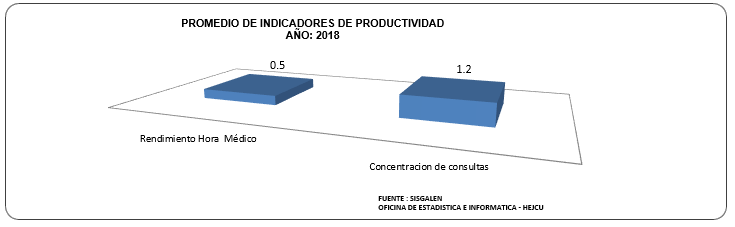 PROMEDIO DE INDICADORES DE PRODUCTIVIDAD
AÑO: 2018
0.5
1.2
Rendimiento Hora Médico
Concentracion de consultas
FUENTE : SISGALEN
OFICINA DE ESTADISTICA E INFORMATICA - HEJCU